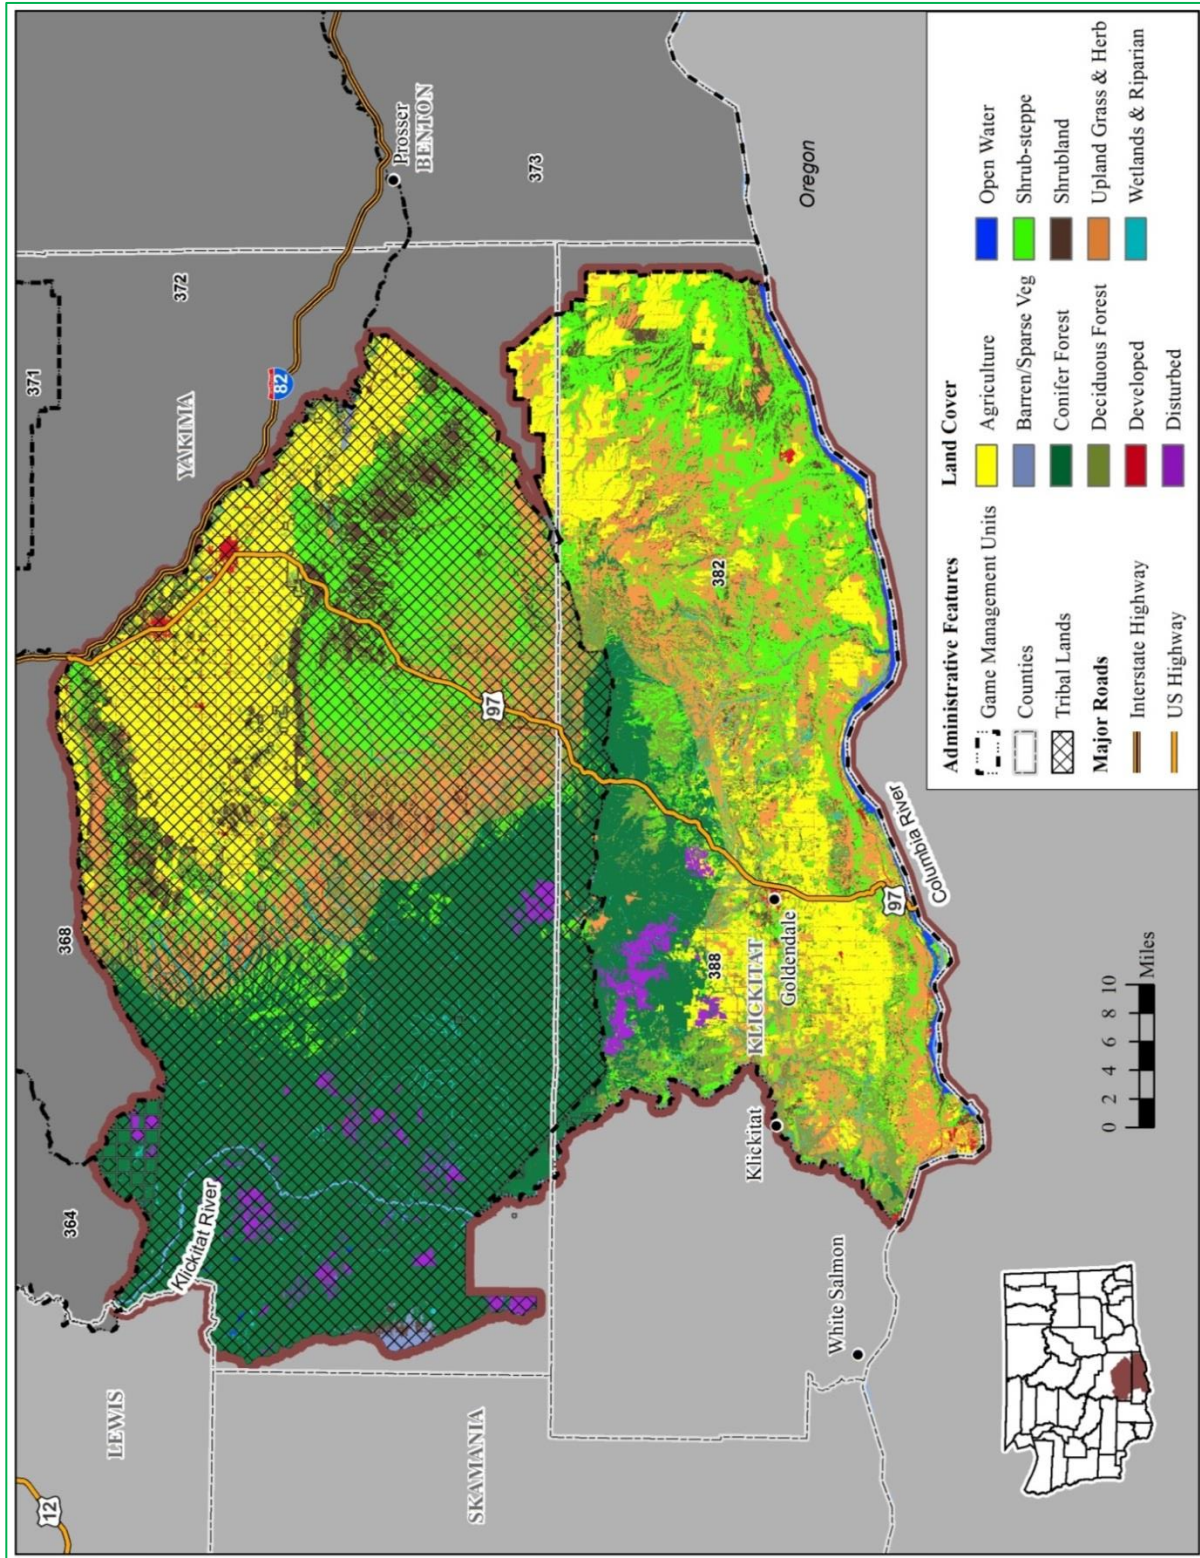 12
LEWIS
364
368
371
YAKIMA
372
82
Klickitat River
Prosser
BENTON
SKAMANIA
97
373
388
382
KLICKITAT
Klickitat
Goldendale
White Salmon
97
Columbia River
Oregon
0 2 4 6 8 10
Miles
Administrative Features
Game Management Units
Counties
Tribal Lands
Major Roads
Interstate Highway
US Highway
Land Cover
Agriculture
Barren/Sparse Veg
Conifer Forest
Deciduous Forest
Developed
Disturbed
Open Water
Shrub-steppe
Shrubland
Upland Grass & Herb
Wetlands & Riparian